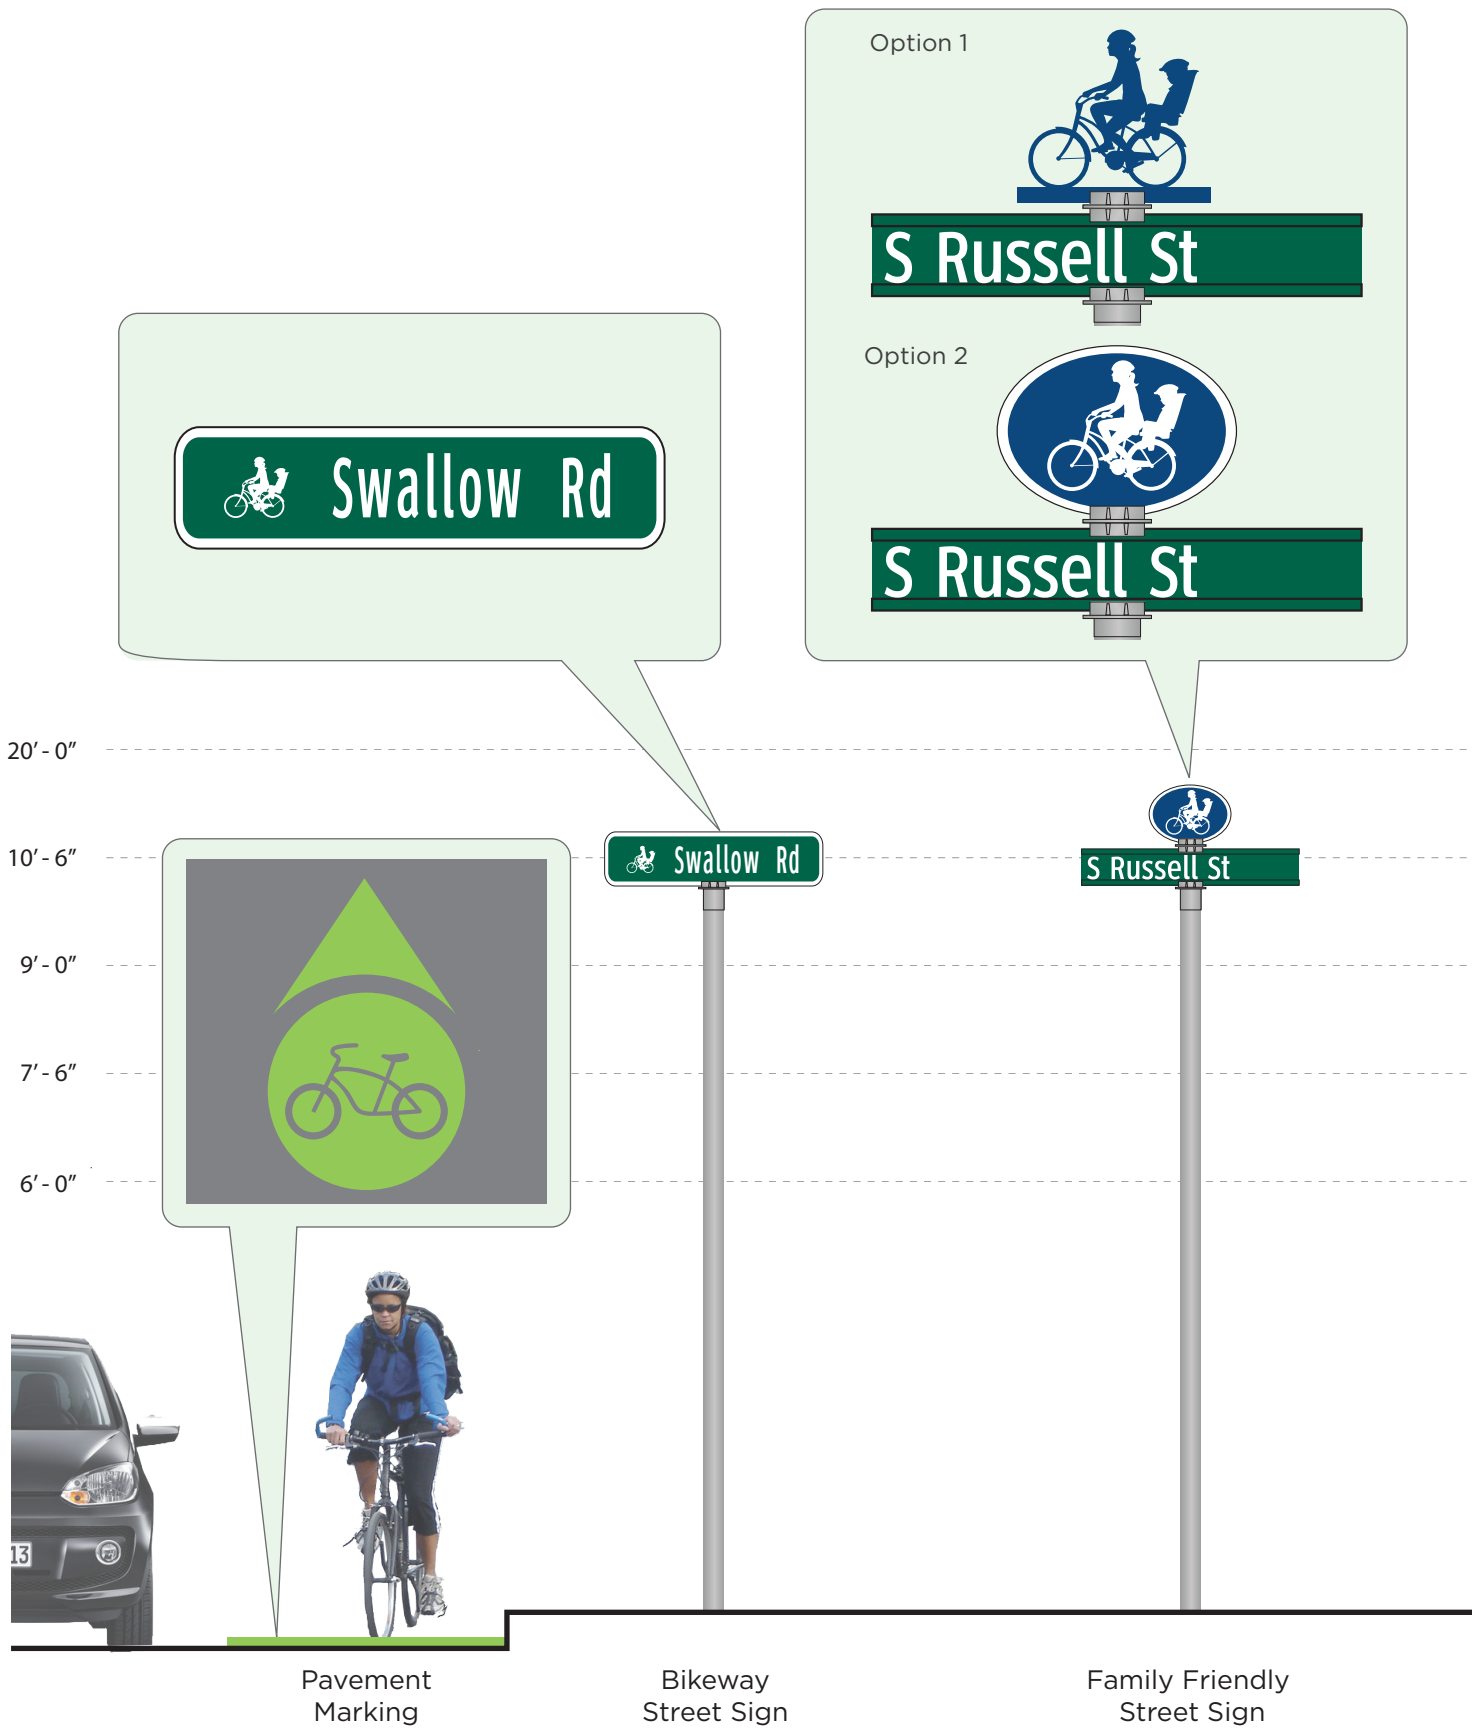 Option 1
S Russell St
Option 2
S Russell St
Swallow Rd
20' - 0"
10' - 6"
9' - 0"
7' - 6"
6' - 0"
Swallow Rd
S Russell St
13
Pavement
Marking
Bikeway
Street Sign
Family Friendly
Street Sign